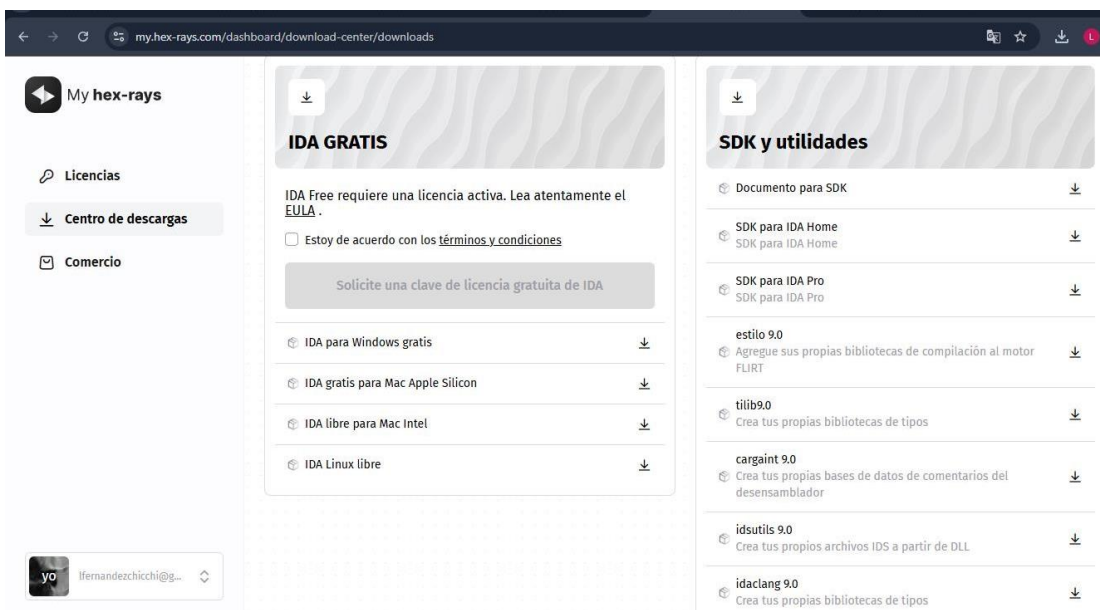 my.hex-rays.com/dashboard/download-center/downloads
L
My hex-rays
Licencias
Centro de descargas
Comercio
yo
lfernandezchicchi@g...
IDA GRATIS
IDA Free requiere una licencia activa. Lea atentamente el
EULA .
Estoy de acuerdo con los términos y condiciones
Solicite una clave de licencia gratuita de IDA
IDA para Windows gratis
IDA gratis para Mac Apple Silicon
IDA libre para Mac Intel
IDA Linux libre
SDK y utilidades
Documento para SDK
SDK para IDA Home
SDK para IDA Home
SDK para IDA Pro
SDK para IDA Pro
estilo 9.0
Agregue sus propias bibliotecas de compilación al motor
FLIRT
tilib9.0
Crea tus propias bibliotecas de tipos
cargaint 9.0
Crea tus propias bases de datos de comentarios del
desensamblador
idsutils 9.0
Crea tus propios archivos IDS a partir de DLL
idaclang 9.0
Crea tus propias bibliotecas de tipos